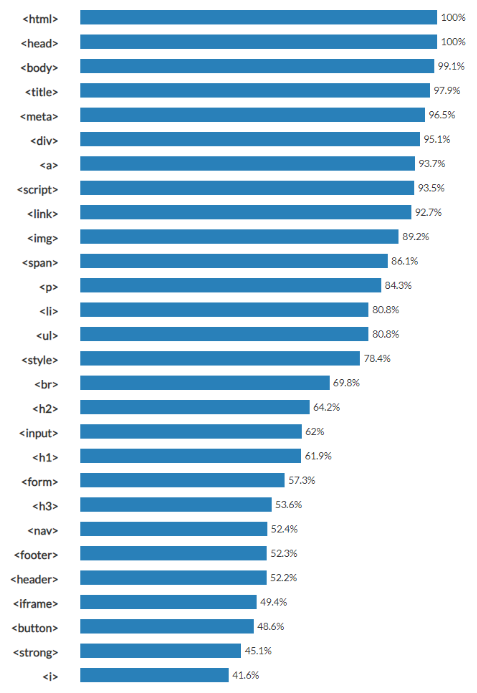 <html> 100%
<head> 100%
<body> 99.1%
<title> 97.9%
<meta> 96.5%
<div> 95.1%
<a> 93.7%
<script> 93.5%
<link> 92.7%
<img> 89.2%
<span> 86.1%
<p> 84.3%
<li> 80.8%
<ul> 80.8%
<style> 78.4%
<br> 69.8%
<h2> 64.2%
<input> 62%
<h1> 61.9%
<form> 57.3%
<h3> 53.6%
<nav> 52.4%
<footer> 52.3%
<header> 52.2%
<iframe> 49.4%
<button> 48.6%
<strong> 45.1%
<i> 41.6%